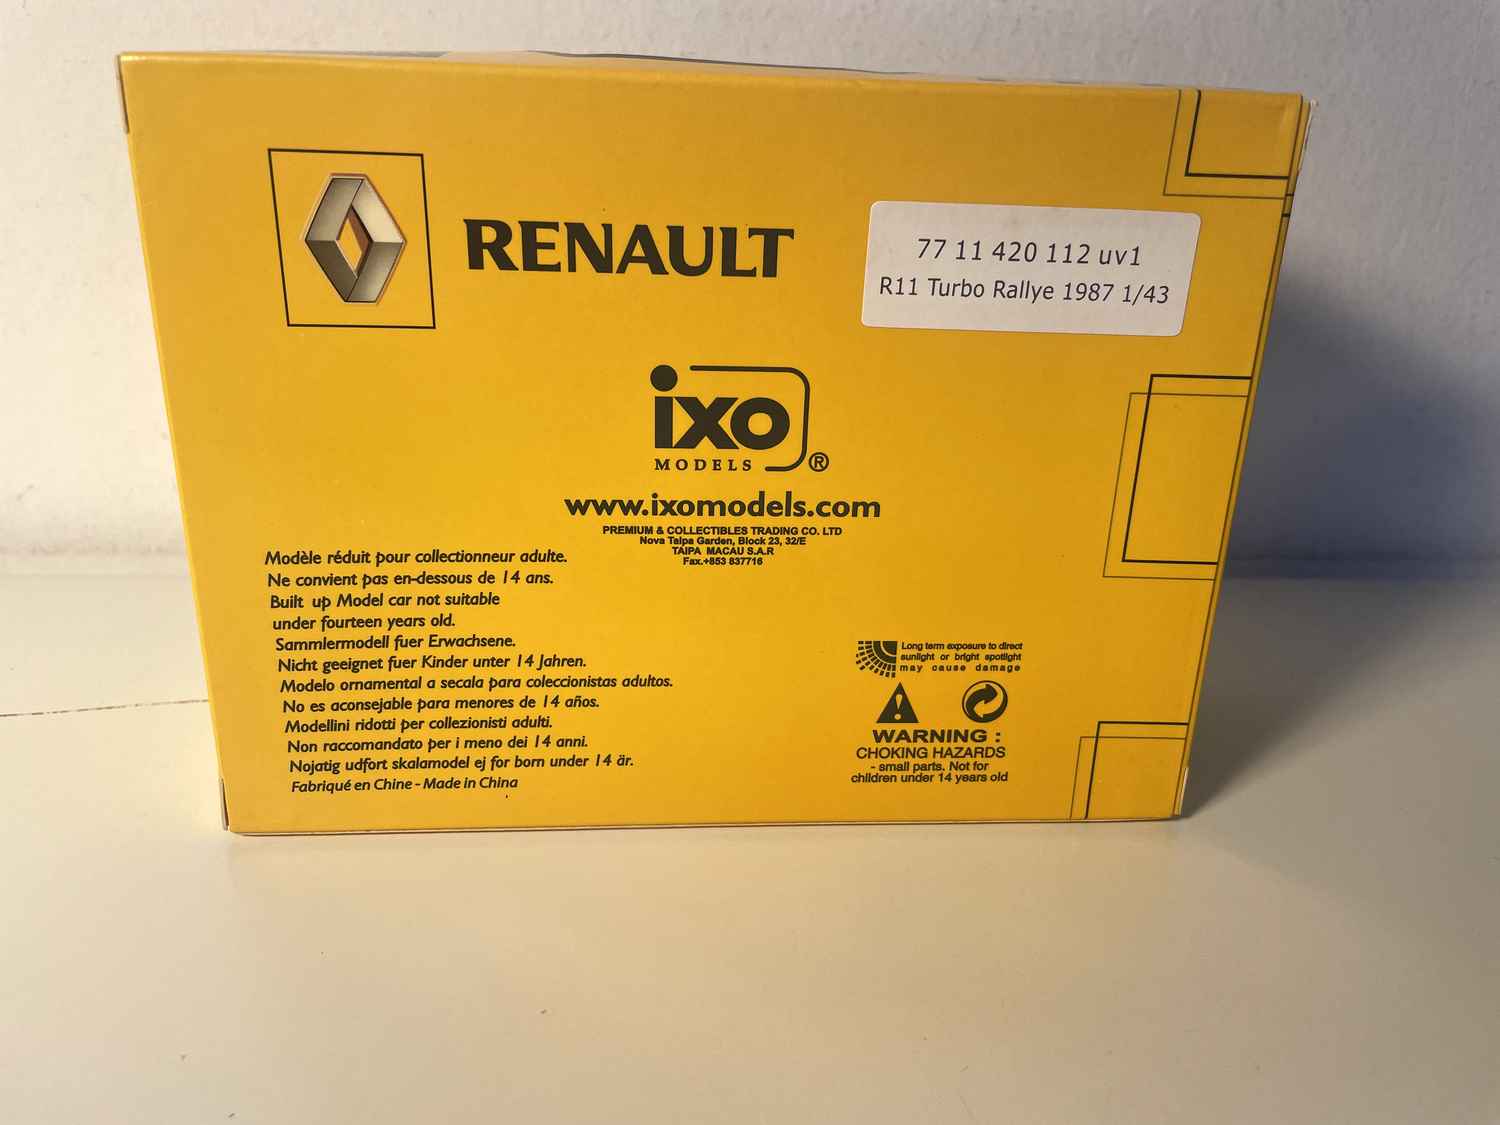 RENAULT
77 11 420 112 uv1
R11 Turbo Rallye 1987 1/43
ixo
MODELS ®
www.ixomodels.com
PREMIUM & COLLECTIBLES TRADING CO. LTD
Nova Taipa Garden, Block 23, 32/E
TAIPA MACAU S.A.R
Fax.+853 837716
Modèle réduit pour collectionneur adulte.
Ne convient pas en-dessous de 14 ans.
Built up Model car not suitable
under fourteen years old.
Sammlermodell fuer Erwachsene.
Nicht geeignet fuer Kinder unter 14 Jahren.
Modelo ornamental a secala para coleccionistas adultos.
No es aconsejable para menores de 14 años.
Modellini ridotti per collezionisti adulti.
Non raccomandato per i meno dei 14 anni.
Nojatig udfort skalamodel ej for born under 14 är.
Fabriqué en Chine - Made in China
Long term exposure to direct
sunlight or bright spotlight
may cause damage
WARNING :
CHOKING HAZARDS
- small parts. Not for
children under 14 years old